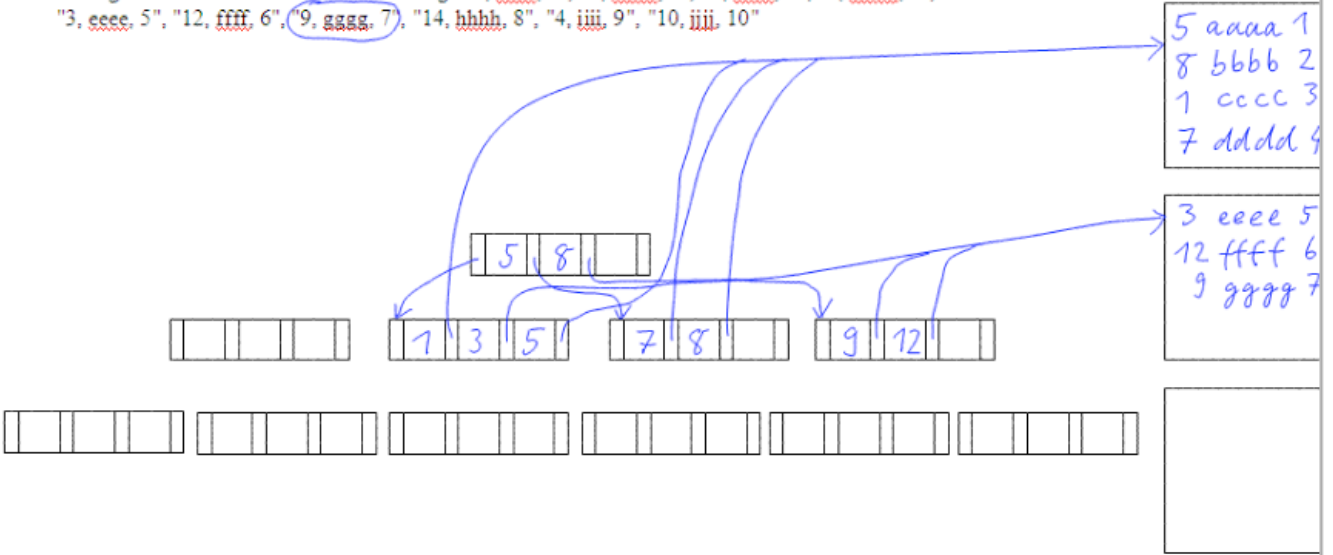 "3, eeee, 5", "12, ffff, 6", "9, gggg, 7", "14, hhhh, 8", "4, iiii, 9", "10, jjjj, 10"
5 aaaa 1
8 bbbb 2
1 cccc 3
7 dddd 4
3 eeee 5
12 ffff 6
9 gggg 7
5 8
1 3 5
7 8
9 12